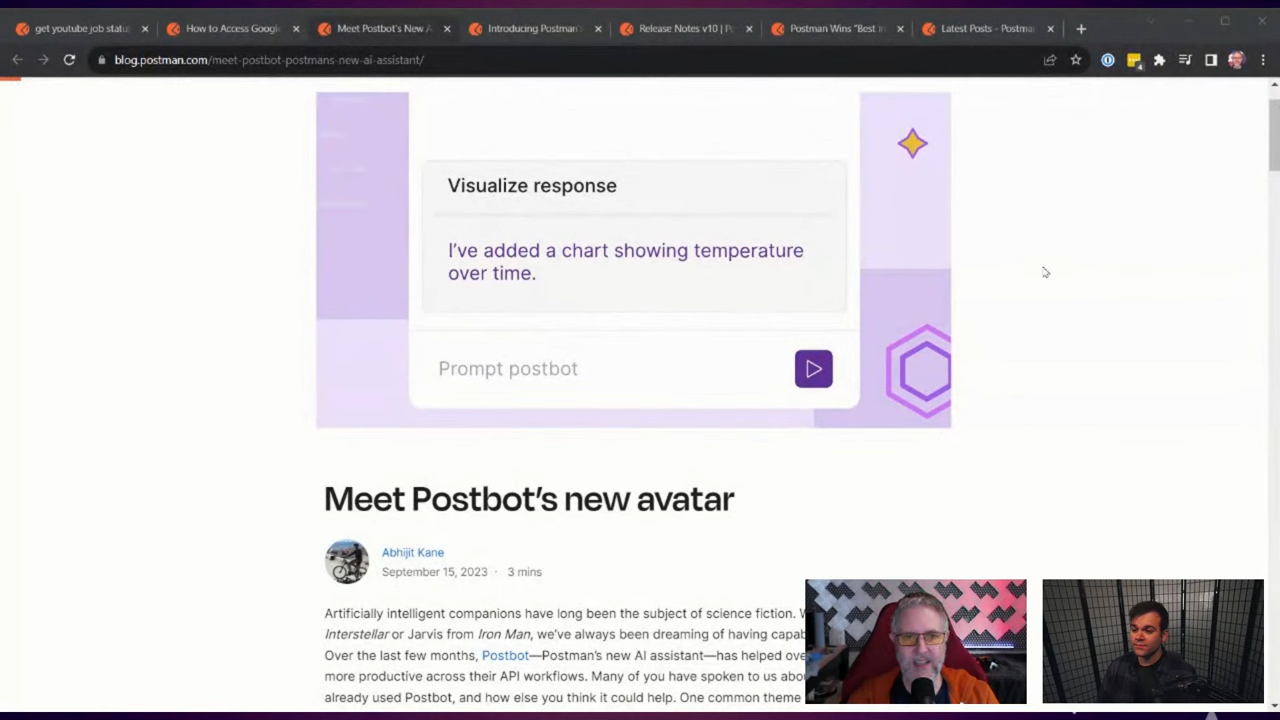 get youtube job statu
How to Access Google
Meet Postbot's New A
Introducing Postman's
Release Notes v10 | P
Postman Wins "Best in
Latest Posts - Postman
blog.postman.com/meet-postbot-postmans-new-ai-assistant/
Visualize response
I've added a chart showing temperature
over time.
Prompt postbot
Meet Postbot's new avatar
Abhijit Kane
September 15, 2023 · 3 mins
Artificially intelligent companions have long been the subject of science fiction. W
Interstellar or Jarvis from Iron Man, we've always been dreaming of having capab
Over the last few months, Postbot—Postman's new AI assistant—has helped ove
more productive across their API workflows. Many of you have spoken to us abou
already used Postbot, and how else you think it could help. One common theme